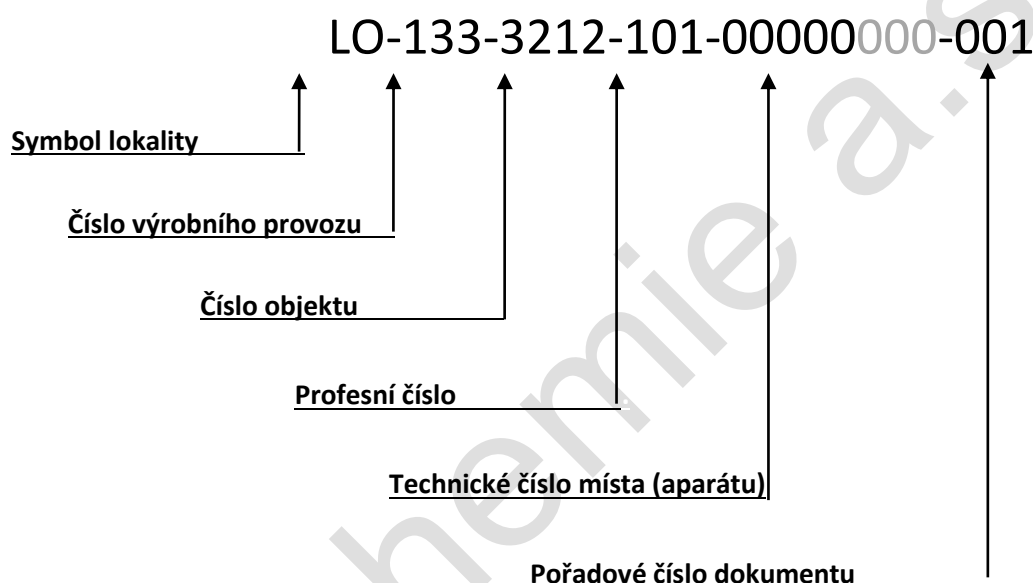 LO-133-3212-101-00000000-001
Symbol lokality
Číslo výrobního provozu
Číslo objektu
Profesní číslo
Technické číslo místa (aparátu)
Pořadové číslo dokumentu
hemie a.s